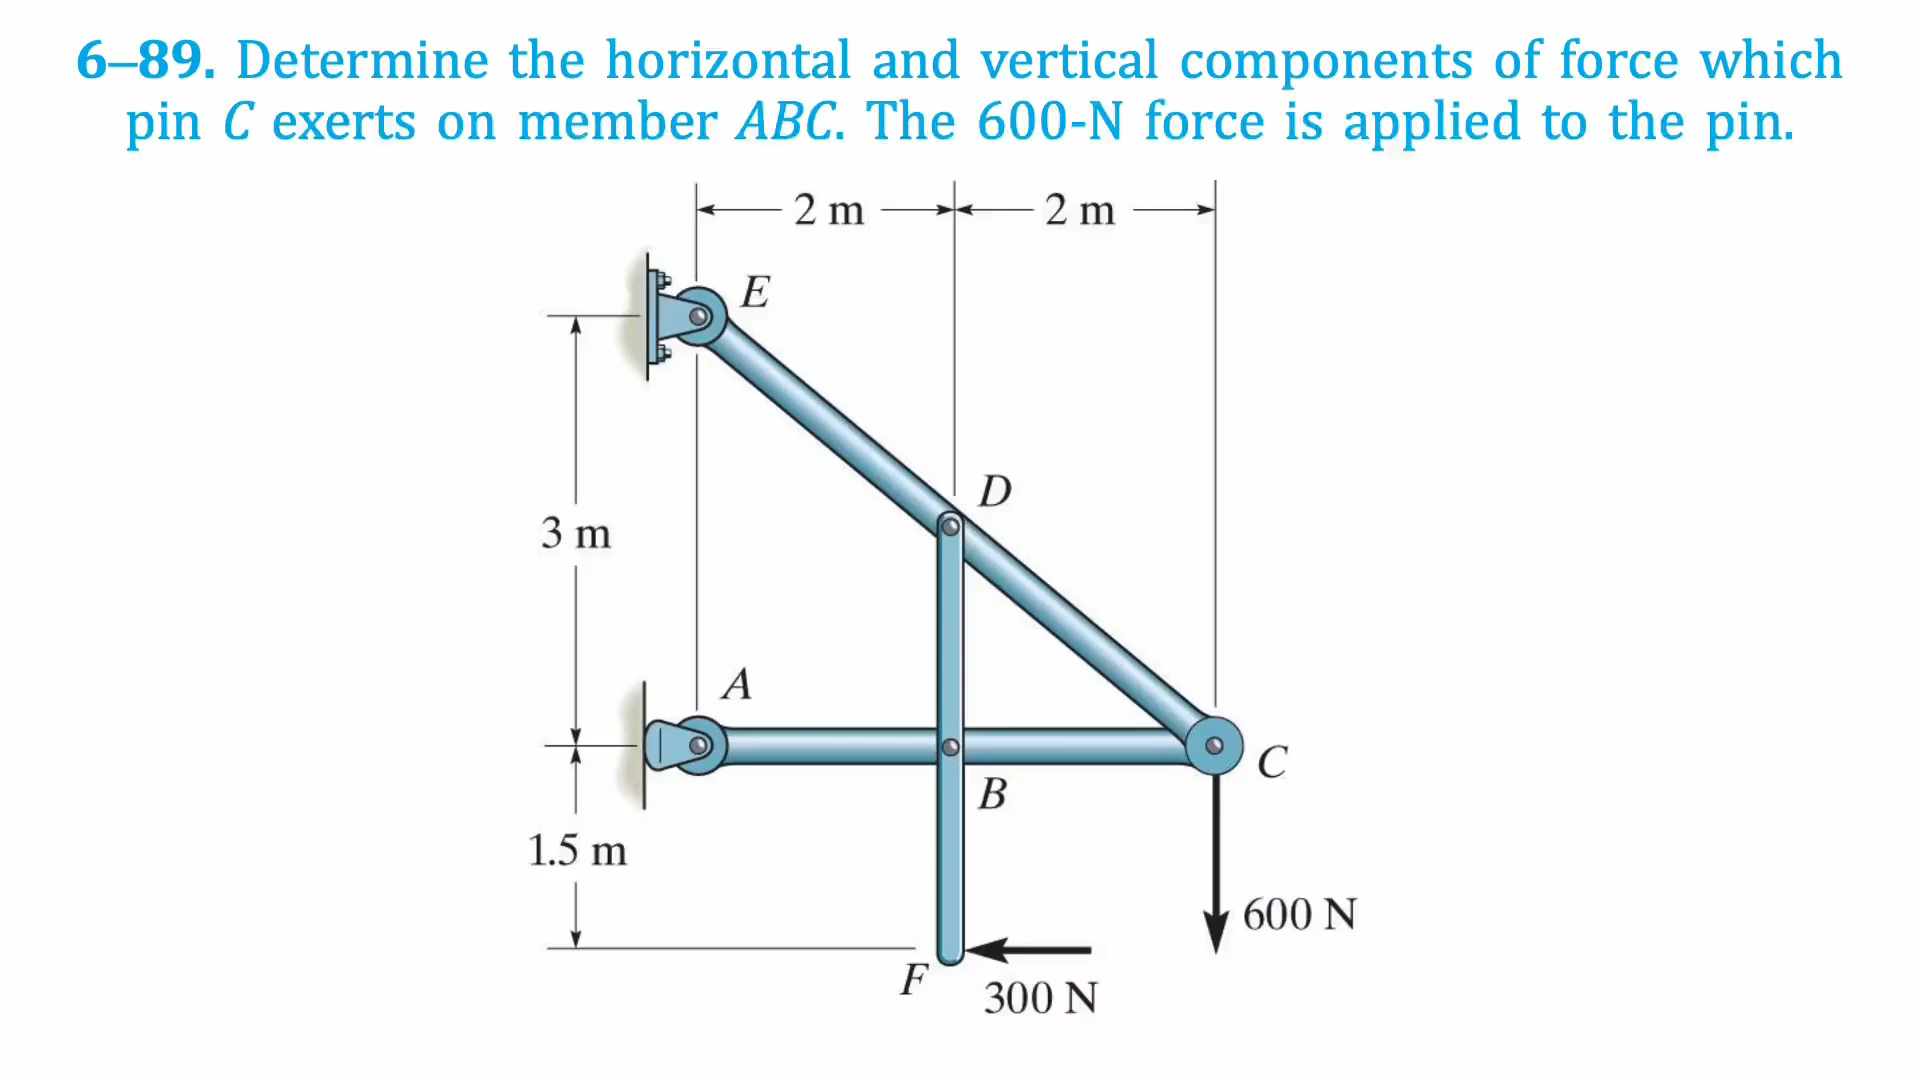 6–89. Determine the horizontal and vertical components of force which
pin C exerts on member ABC. The 600-N force is applied to the pin.
2 m
2 m
E
D
3 m
A
C
B
1.5 m
600 N
F
300 N